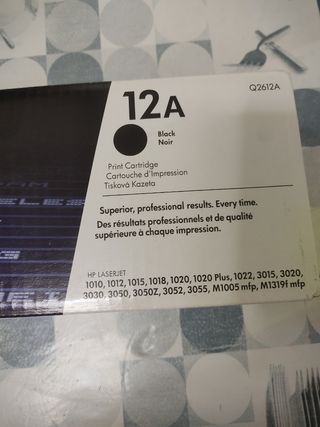 12A
Q2612A
Black
Noir
Print Cartridge
Cartouche d'Impression
Tisková Kazeta
Superior, professional results. Every time.
Des résultats professionnels et de qualité
supérieure à chaque impression.
HP LASERJET
1010, 1012, 1015, 1018, 1020, 1020 Plus, 1022, 3015, 3020,
3030, 3050, 3050Z, 3052, 3055, M1005 mfp, M1319f mfp